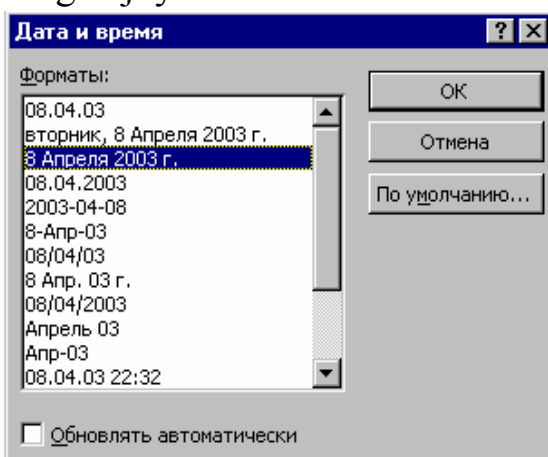 Дата и время
Форматы:
08.04.03
вторник, 8 Апреля 2003 г.
8 Апреля 2003 г.
08.04.2003
2003-04-08
8-Апр-03
08/04/03
8 Апр. 03 г.
08/04/2003
Апрель 03
Апр-03
08.04.03 22:32
ОК
Отмена
По умолчанию...
Обновлять автоматически